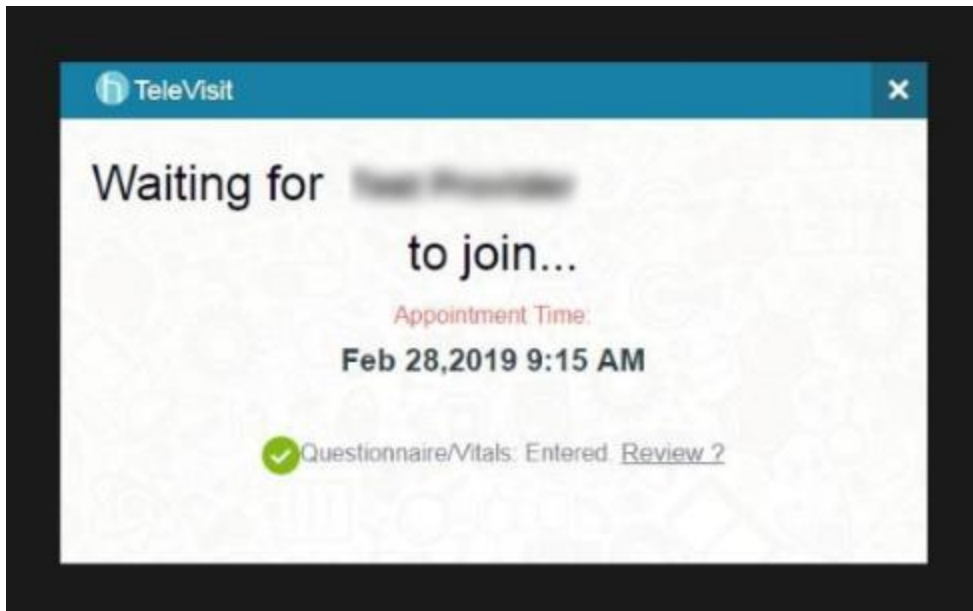 TeleVisit
Waiting for
to join...
Appointment Time:
Feb 28,2019 9:15 AM
Questionnaire/Vitals: Entered. Review ?